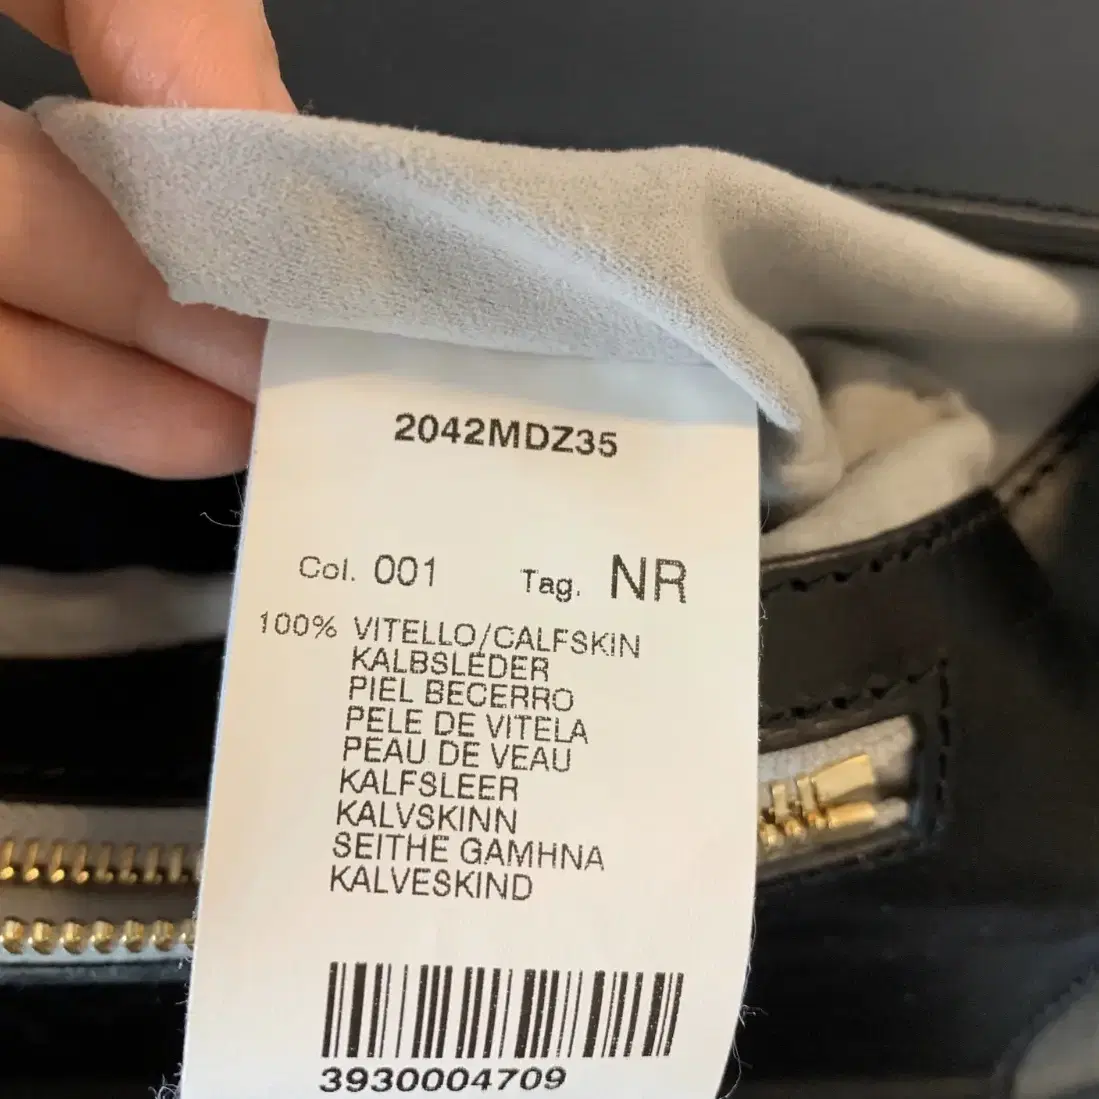 2042MDZ35
Col. 001 Tag. NR
100% VITELLO/CALFSKIN
KALBSLEDER
PIEL BECERRO
PELE DE VITELA
PEAU DE VEAU
KALFSLEER
KALVSKINN
SEITHE GAMHNA
KALVESKIND
3930004709